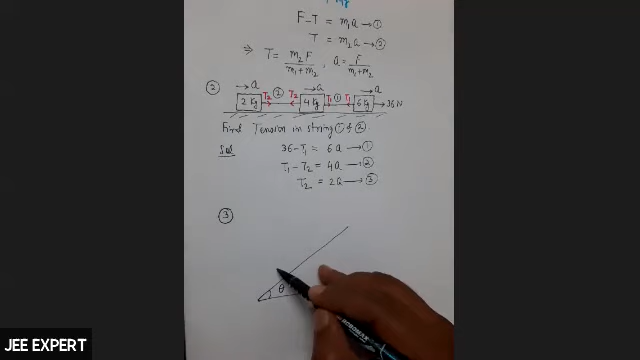 F-T = m₁a →①
T = m₂a →②
⇒ T = m₂F/m₁+m₂ , a = F/m₁+m₂
② →a →a →a
2 kg T₂ ② T₂ 4 kg T₁ ① T₁ 6 kg →36 N
Find Tension in string ① & ②.
Sol 36-T₁ = 6a →①
T₁-T₂ = 4a →②
T₂ = 2a →③
③
θ
JEE EXPERT